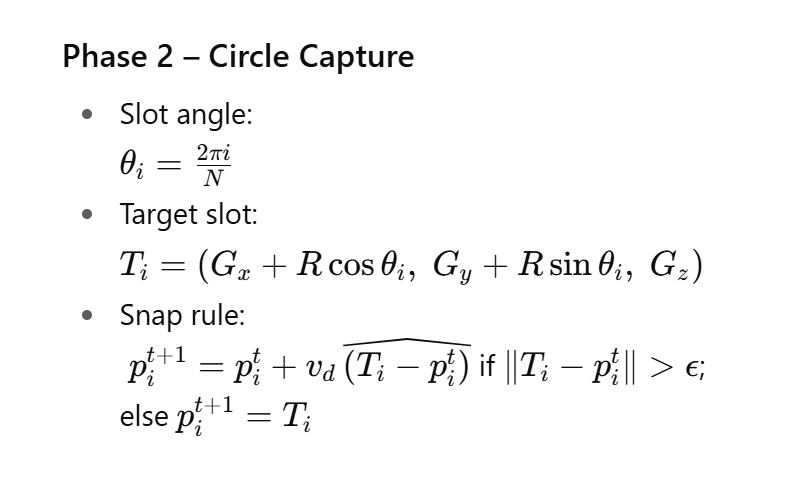 Phase 2 – Circle Capture
• Slot angle:
$\theta_i = \frac{2\pi i}{N}$
• Target slot:
$T_i = (G_x + R\cos\theta_i,\ G_y + R\sin\theta_i,\ G_z)$
• Snap rule:
$p_i^{t+1} = p_i^t + v_d\,\widehat{(T_i - p_i^t)}$ if $\|T_i - p_i^t\| > \epsilon$;
else $p_i^{t+1} = T_i$